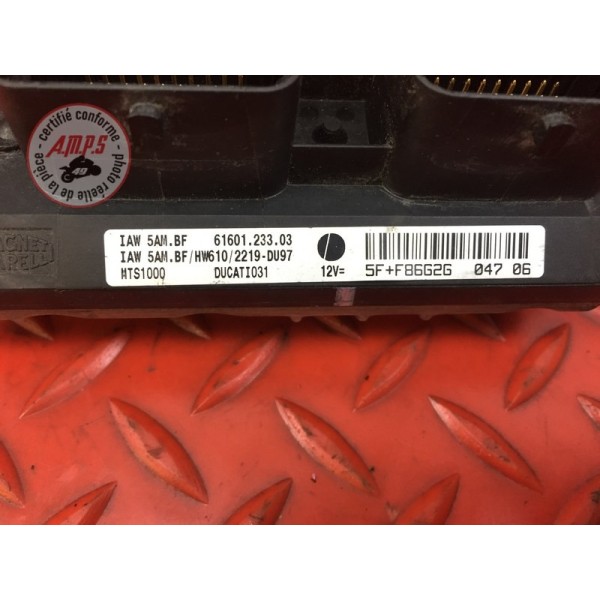 certifié conforme - photo réelle de la pièce -
A.M.P.S
IAW 5AM.BF 61601.233.03
IAW 5AM.BF/HW610/2219-DU97
MTS1000 DUCATI031 12V=
5F+F86G2G 047 06